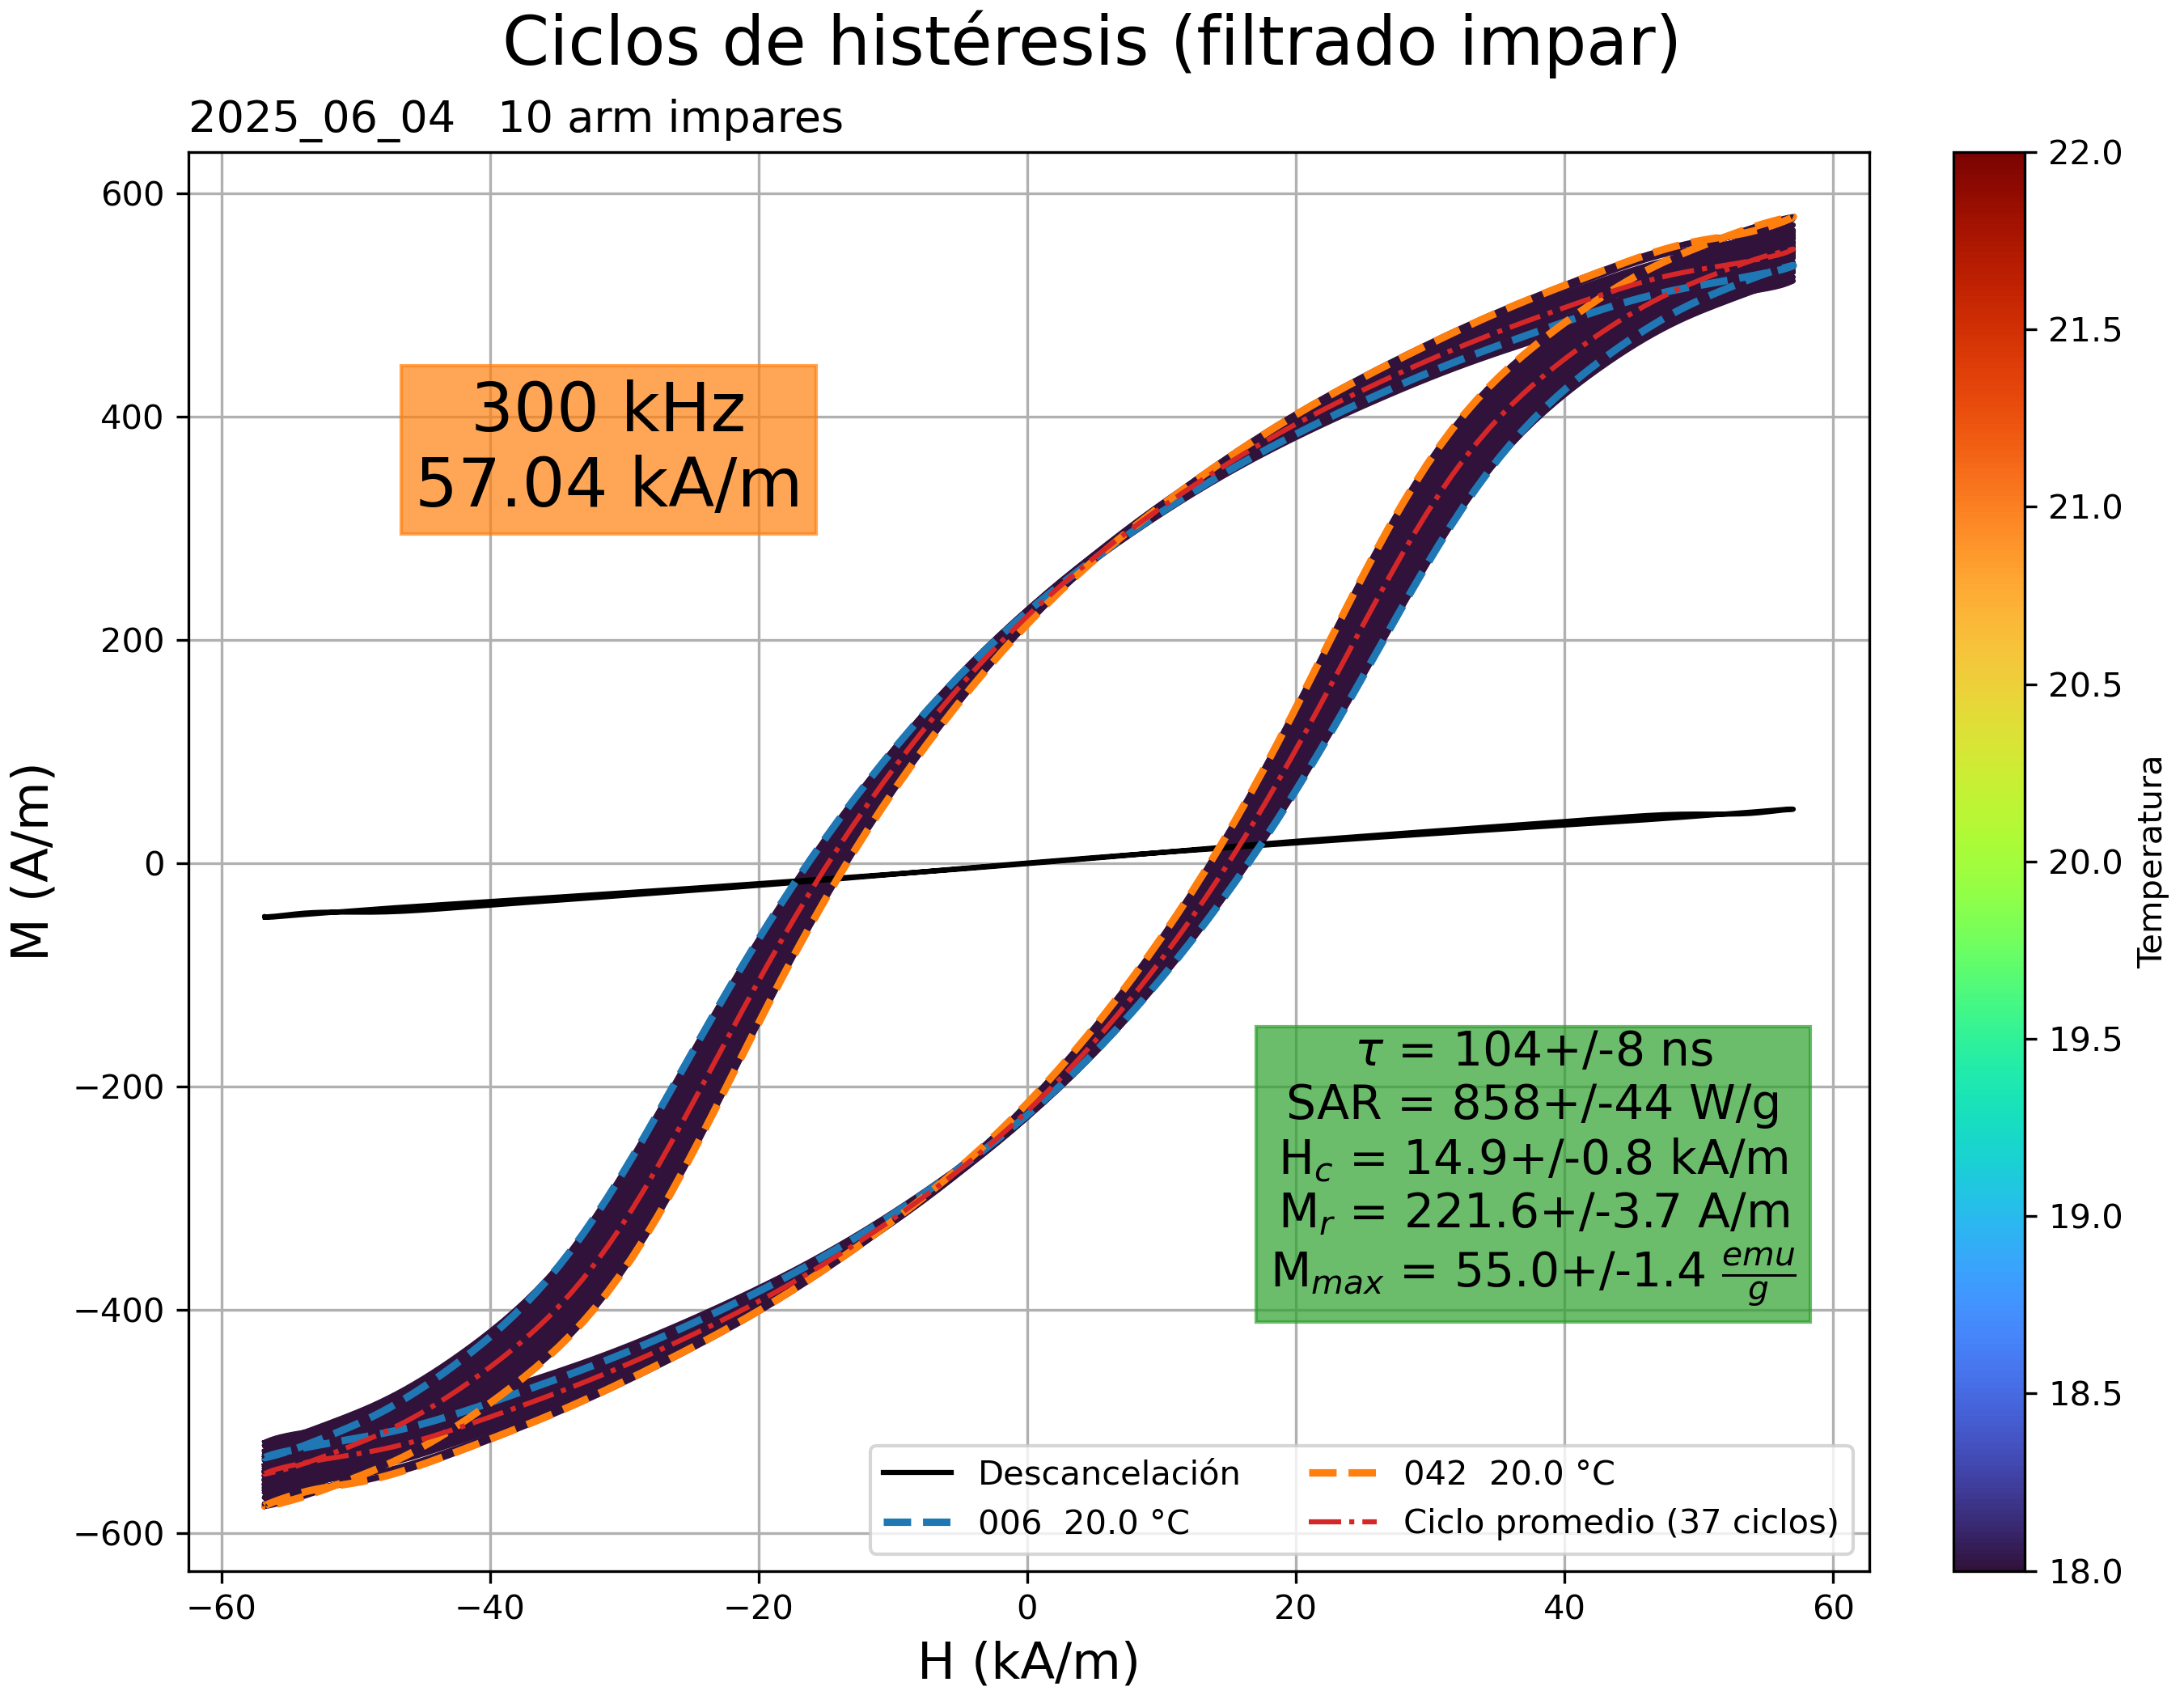 Ciclos de histéresis (filtrado impar)
2025_06_04   10 arm impares
600
400
200
0
−200
−400
−600
M (A/m)
−60
−40
−20
0
20
40
60
H (kA/m)
300 kHz
57.04 kA/m
τ = 104+/-8 ns
SAR = 858+/-44 W/g
H_c = 14.9+/-0.8 kA/m
M_r = 221.6+/-3.7 A/m
M_max = 55.0+/-1.4 emu/g
Descancelación
006  20.0 °C
042  20.0 °C
Ciclo promedio (37 ciclos)
22.0
21.5
21.0
20.5
20.0
19.5
19.0
18.5
18.0
Temperatura